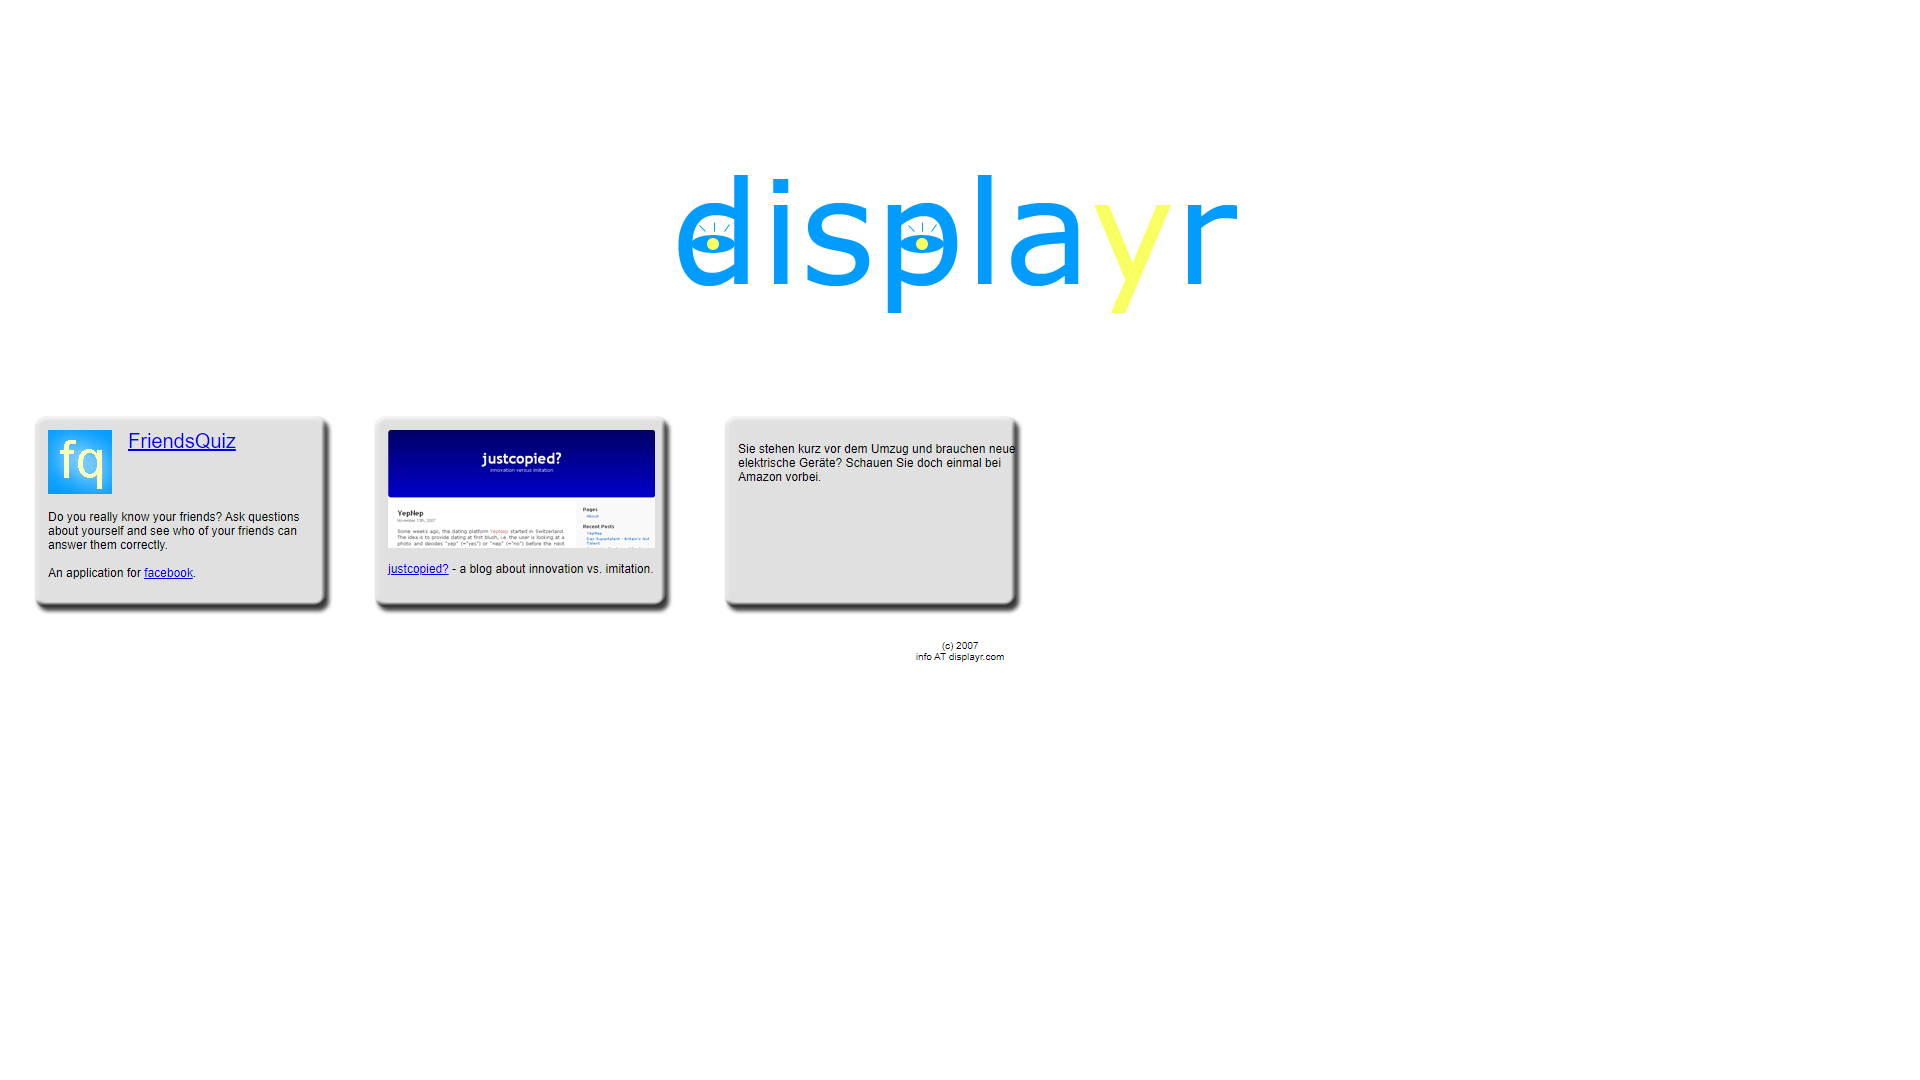 displayr
fq
FriendsQuiz
Do you really know your friends? Ask questions
about yourself and see who of your friends can
answer them correctly.
An application for facebook.
justcopied?
innovation versus imitation
YepNep
November 13th, 2007
Some weeks ago, the dating platform YepNep started in Switzerland.
The idea is to provide dating at first blush, i.e. the user is looking at a
photo and decides "yep" (="yes") or "nep" (="no") before the next
Pages
About
Recent Posts
YepNep
Das Supertalent - Britain's Got
Talent
justcopied? - a blog about innovation vs. imitation.
Sie stehen kurz vor dem Umzug und brauchen neue
elektrische Geräte? Schauen Sie doch einmal bei
Amazon vorbei.
(c) 2007
info AT displayr.com